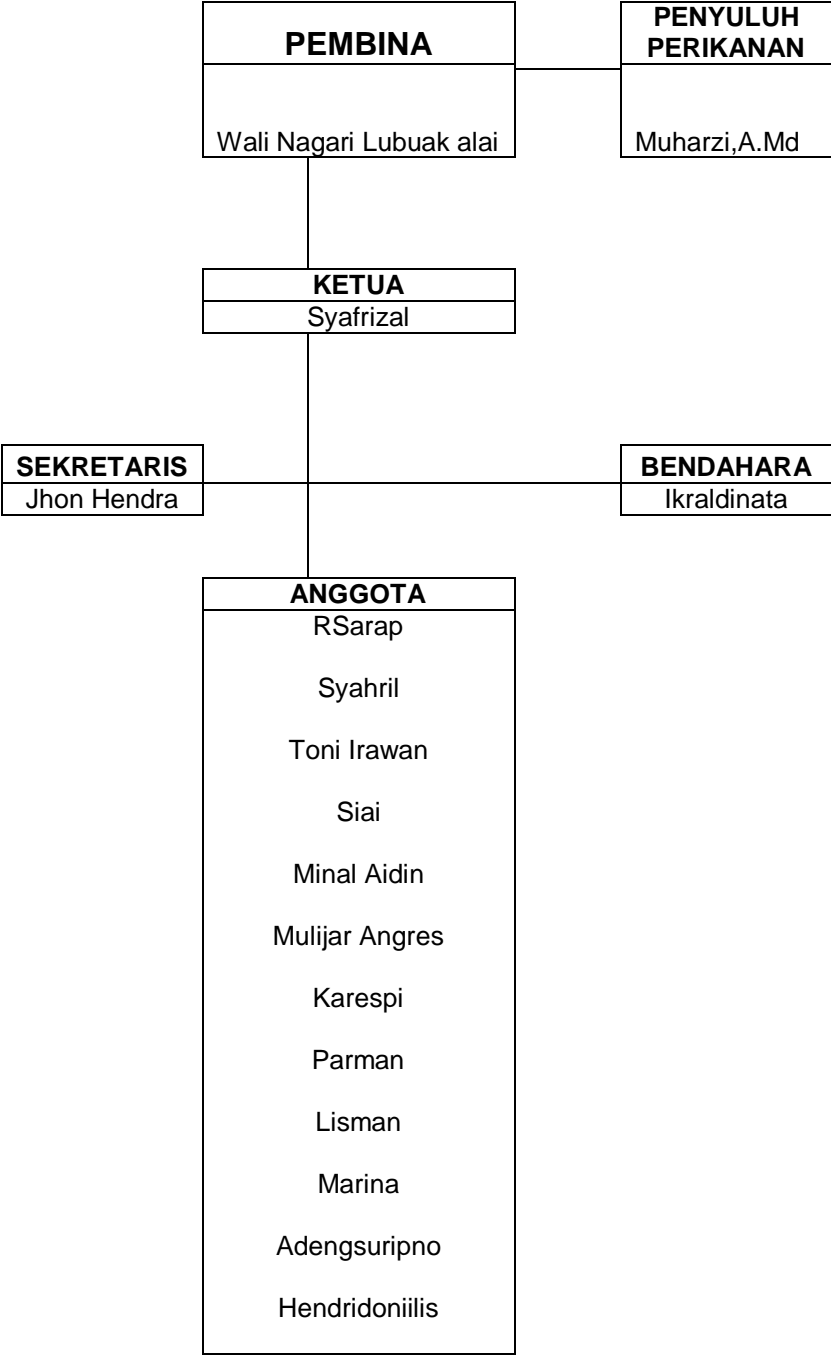 PEMBINA
Wali Nagari Lubuak alai
PENYULUH
PERIKANAN
Muharzi,A.Md
KETUA
Syafrizal
SEKRETARIS
Jhon Hendra
BENDAHARA
Ikraldinata
ANGGOTA
RSarap
Syahril
Toni Irawan
Siai
Minal Aidin
Mulijar Angres
Karespi
Parman
Lisman
Marina
Adengsuripno
Hendridoniilis